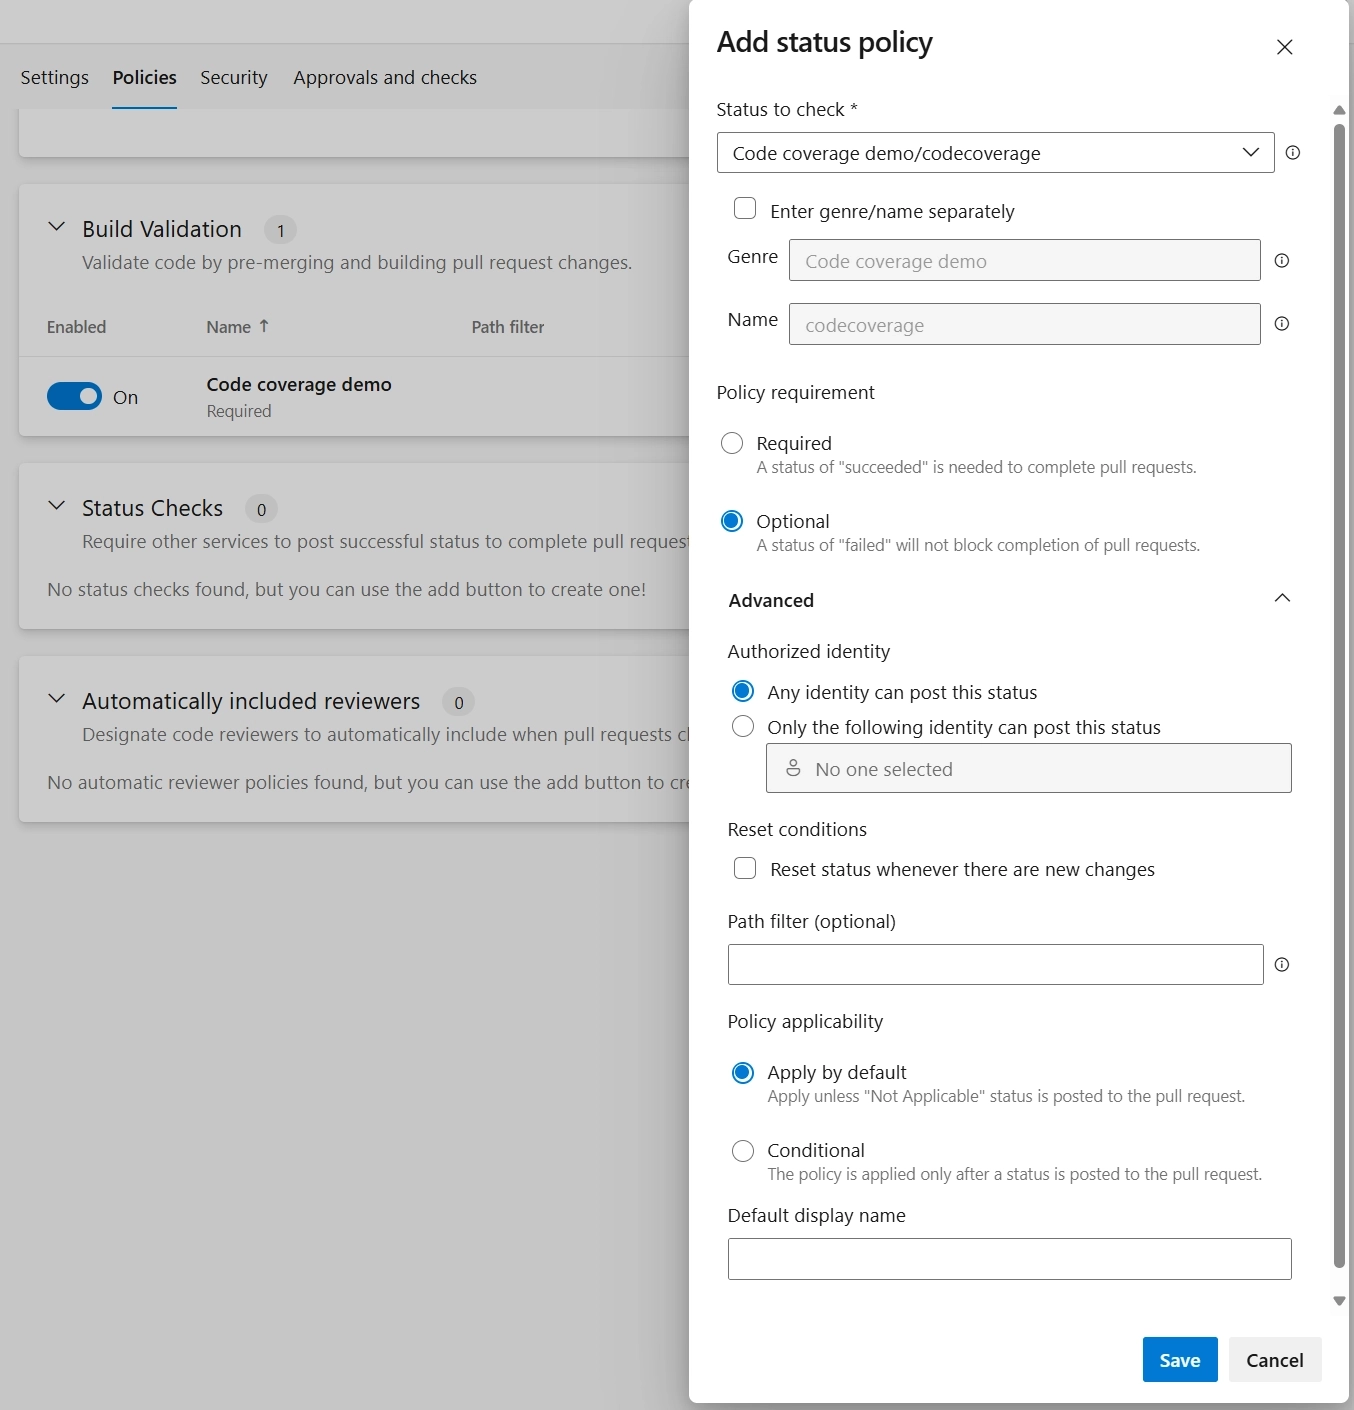 Settings
Policies
Security
Approvals and checks
Build Validation 1
Validate code by pre-merging and building pull request changes.
Enabled
Name ↑
Path filter
On
Code coverage demo
Required
Status Checks 0
Require other services to post successful status to complete pull
No status checks found, but you can use the add button to create one!
Automatically included reviewers 0
Designate code reviewers to automatically include when pull requests
No automatic reviewer policies found, but you can use the add button to
Add status policy
Status to check *
Code coverage demo/codecoverage
Enter genre/name separately
Genre
Code coverage demo
Name
codecoverage
Policy requirement
Required
A status of "succeeded" is needed to complete pull requests.
Optional
A status of "failed" will not block completion of pull requests.
Advanced
Authorized identity
Any identity can post this status
Only the following identity can post this status
No one selected
Reset conditions
Reset status whenever there are new changes
Path filter (optional)
Policy applicability
Apply by default
Apply unless "Not Applicable" status is posted to the pull request.
Conditional
The policy is applied only after a status is posted to the pull request.
Default display name
Save
Cancel